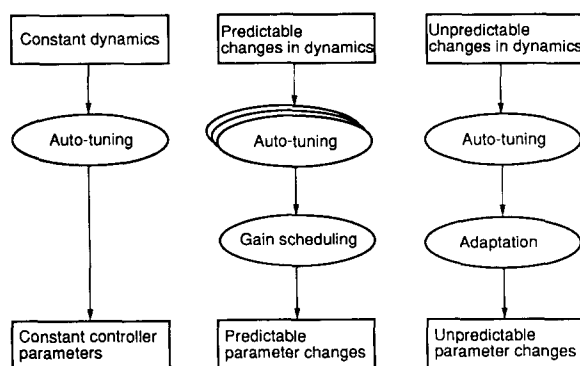 Constant dynamics
Predictable
changes in dynamics
Unpredictable
changes in dynamics
Auto-tuning
Auto-tuning
Auto-tuning
Gain scheduling
Adaptation
Constant controller
parameters
Predictable
parameter changes
Unpredictable
parameter changes